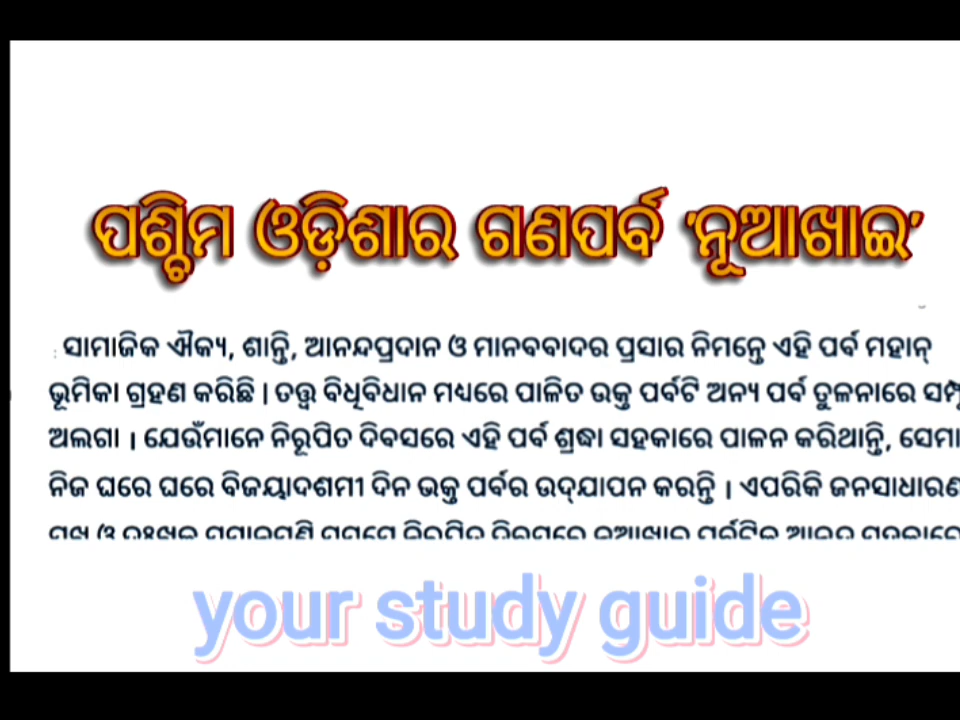 ପଶ୍ଚିମ ଓଡ଼ିଶାର ଗଣପର୍ବ 'ନୂଆଖାଇ'
ସାମାଜିକ ଐକ୍ୟ, ଶାନ୍ତି, ଆନନ୍ଦପ୍ରଦାନ ଓ ମାନବବାଦର ପ୍ରସାର ନିମନ୍ତେ ଏହି ପର୍ବ ମହାନ୍
ଭୂମିକା ଗ୍ରହଣ କରିଛି । ତତ୍ତ୍ୱ ବିଧିବିଧାନ ମଧ୍ୟରେ ପାଳିତ ଉକ୍ତ ପର୍ବଟି ଅନ୍ୟ ପର୍ବ ତୁଳନାରେ
ଅଲଗା । ଯେଉଁମାନେ ନିରୂପିତ ଦିବସରେ ଏହି ପର୍ବ ଶ୍ରଦ୍ଧା ସହକାରେ ପାଳନ କରିଥାନ୍ତି, ସେମା
ନିଜ ଘରେ ଘରେ ବିଜୟାଦଶମୀ ଦିନ ଭକ୍ତ ପର୍ବର ଉଦ୍‌ଯାପନ କରନ୍ତି । ଏପରିକି ଜନସାଧାରଣ
your study guide